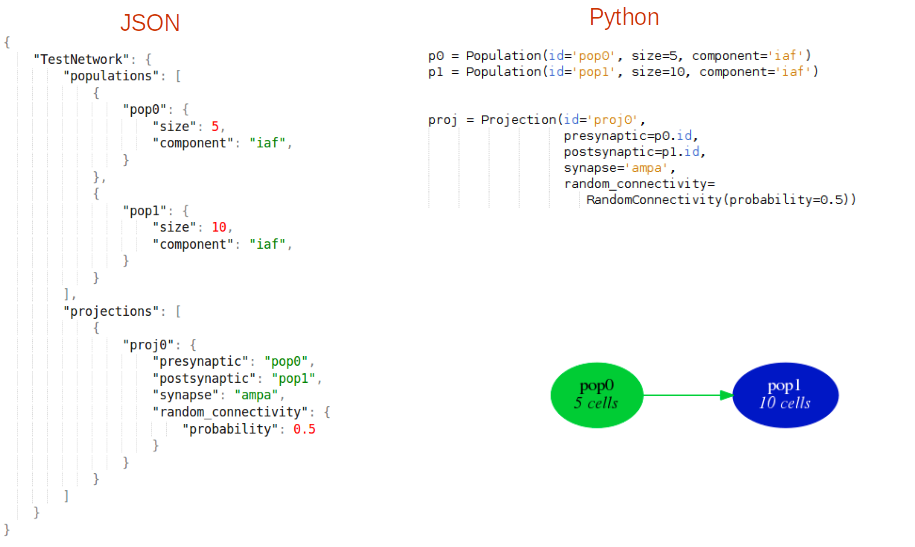 JSON
{
    "TestNetwork": {
        "populations": [
            {
                "pop0": {
                    "size": 5,
                    "component": "iaf",
                }
            },
            {
                "pop1": {
                    "size": 10,
                    "component": "iaf",
                }
            }
        ],
        "projections": [
            {
                "proj0": {
                    "presynaptic": "pop0",
                    "postsynaptic": "pop1",
                    "synapse": "ampa",
                    "random_connectivity": {
                        "probability": 0.5
                    }
                }
            }
        ]
    }
}
Python
p0 = Population(id='pop0', size=5, component='iaf')
p1 = Population(id='pop1', size=10, component='iaf')
proj = Projection(id='proj0',
                  presynaptic=p0.id,
                  postsynaptic=p1.id,
                  synapse='ampa',
                  random_connectivity=
                     RandomConnectivity(probability=0.5))
pop0
5 cells
pop1
10 cells